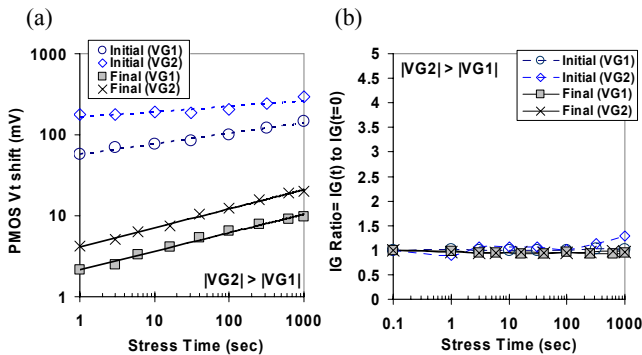 (a)
Initial (VG1)
Initial (VG2)
Final (VG1)
Final (VG2)
PMOS Vt shift (mV)
1000
100
10
1
|VG2| > |VG1|
1 10 100 1000
Stress Time (sec)
(b)
|VG2| > |VG1|
Initial (VG1)
Initial (VG2)
Final (VG1)
Final (VG2)
IG Ratio= IG(t) to IG(t=0)
5
4.5
4
3.5
3
2.5
2
1.5
1
0.5
0
0.1 1 10 100 1000
Stress Time (sec)